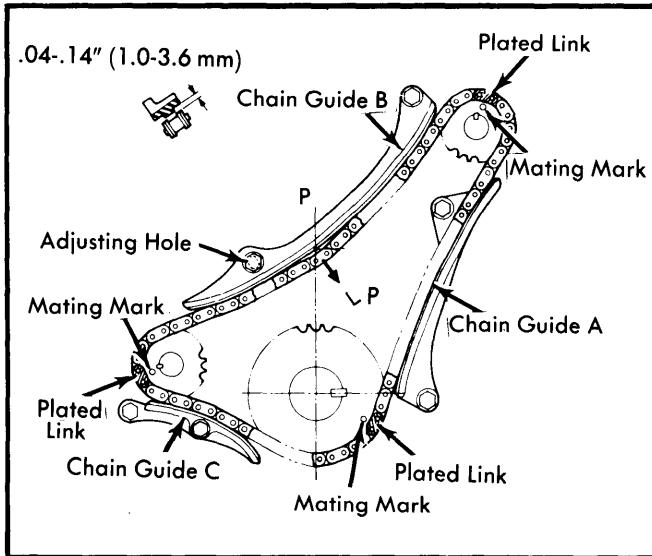 .04-.14" (1.0-3.6 mm)
Plated Link
Chain Guide B
Mating Mark
P
Adjusting Hole
L P
Mating Mark
Chain Guide A
Plated
Link
Chain Guide C
Plated Link
Mating Mark